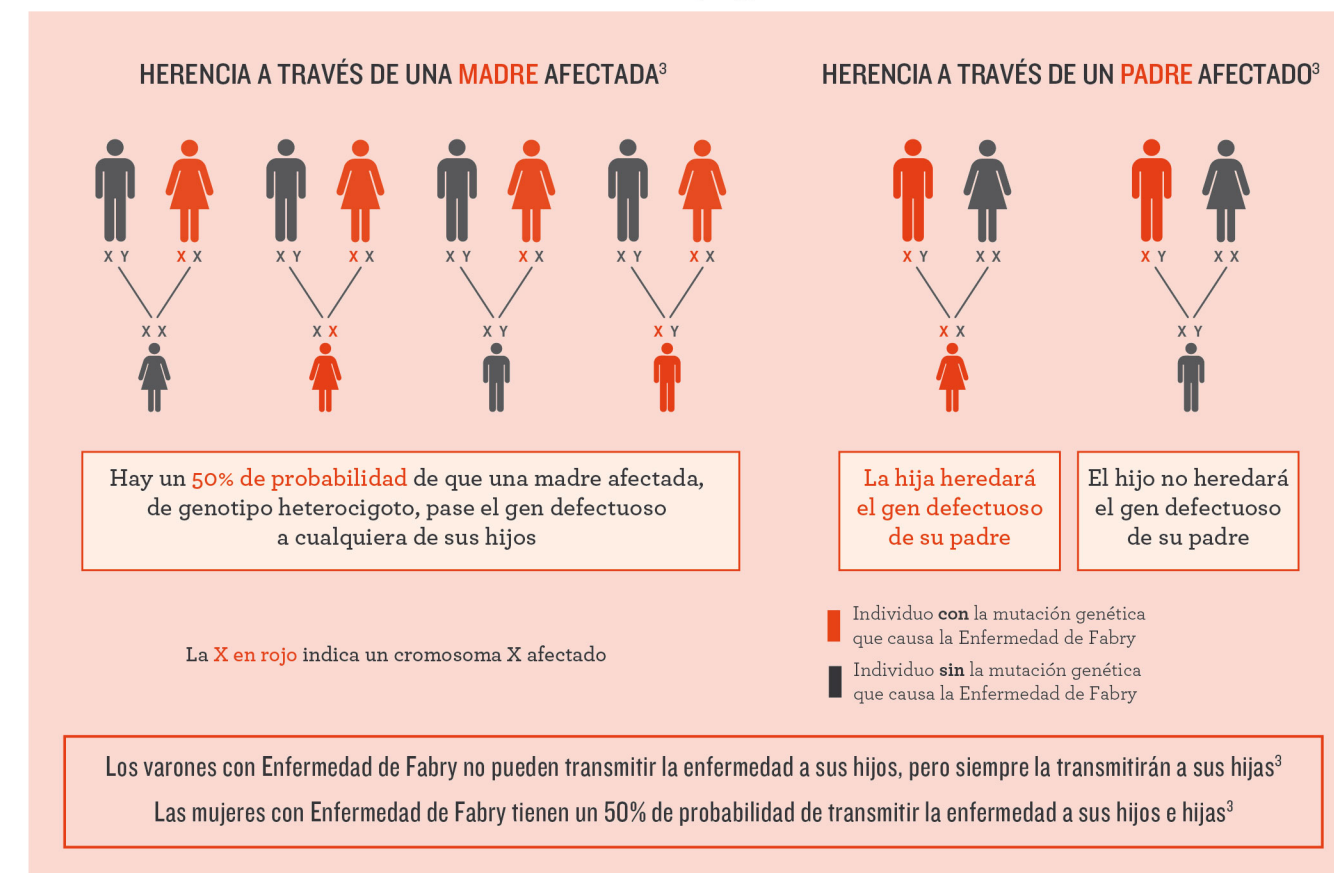 HERENCIA A TRAVÉS DE UNA MADRE AFECTADA³
X Y X X X Y X X X Y X X X Y X X
X X X X X Y X Y
Hay un 50% de probabilidad de que una madre afectada,
de genotipo heterocigoto, pase el gen defectuoso
a cualquiera de sus hijos
La X en rojo indica un cromosoma X afectado
HERENCIA A TRAVÉS DE UN PADRE AFECTADO³
X Y X X X Y X X
X X X Y
La hija heredará
el gen defectuoso
de su padre
El hijo no heredará
el gen defectuoso
de su padre
Individuo con la mutación genética
que causa la Enfermedad de Fabry
Individuo sin la mutación genética
que causa la Enfermedad de Fabry
Los varones con Enfermedad de Fabry no pueden transmitir la enfermedad a sus hijos, pero siempre la transmitirán a sus hijas³
Las mujeres con Enfermedad de Fabry tienen un 50% de probabilidad de transmitir la enfermedad a sus hijos e hijas³